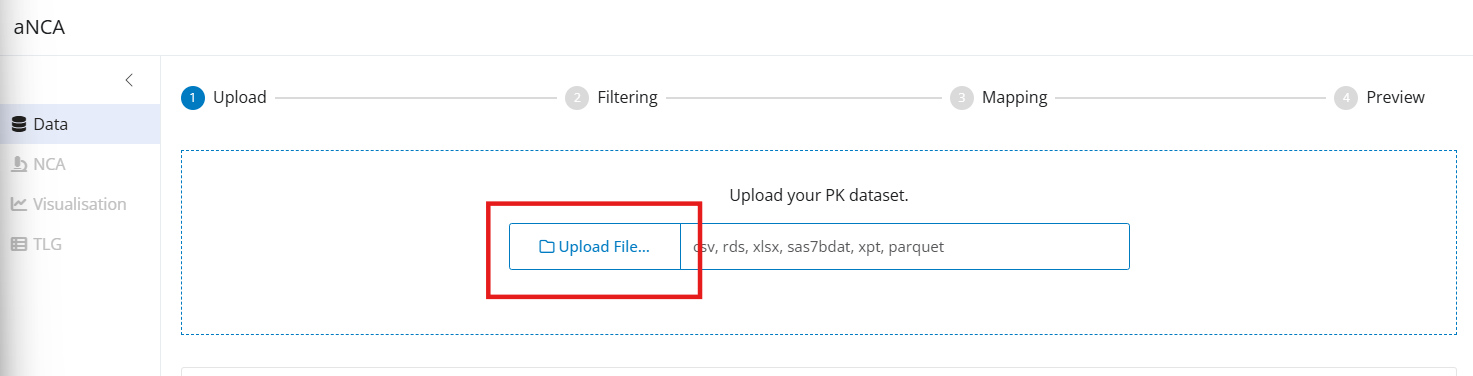 aNCA
1 Upload 2 Filtering 3 Mapping 4 Preview
Data
NCA
Visualisation
TLG
Upload your PK dataset.
Upload File... csv, rds, xlsx, sas7bdat, xpt, parquet